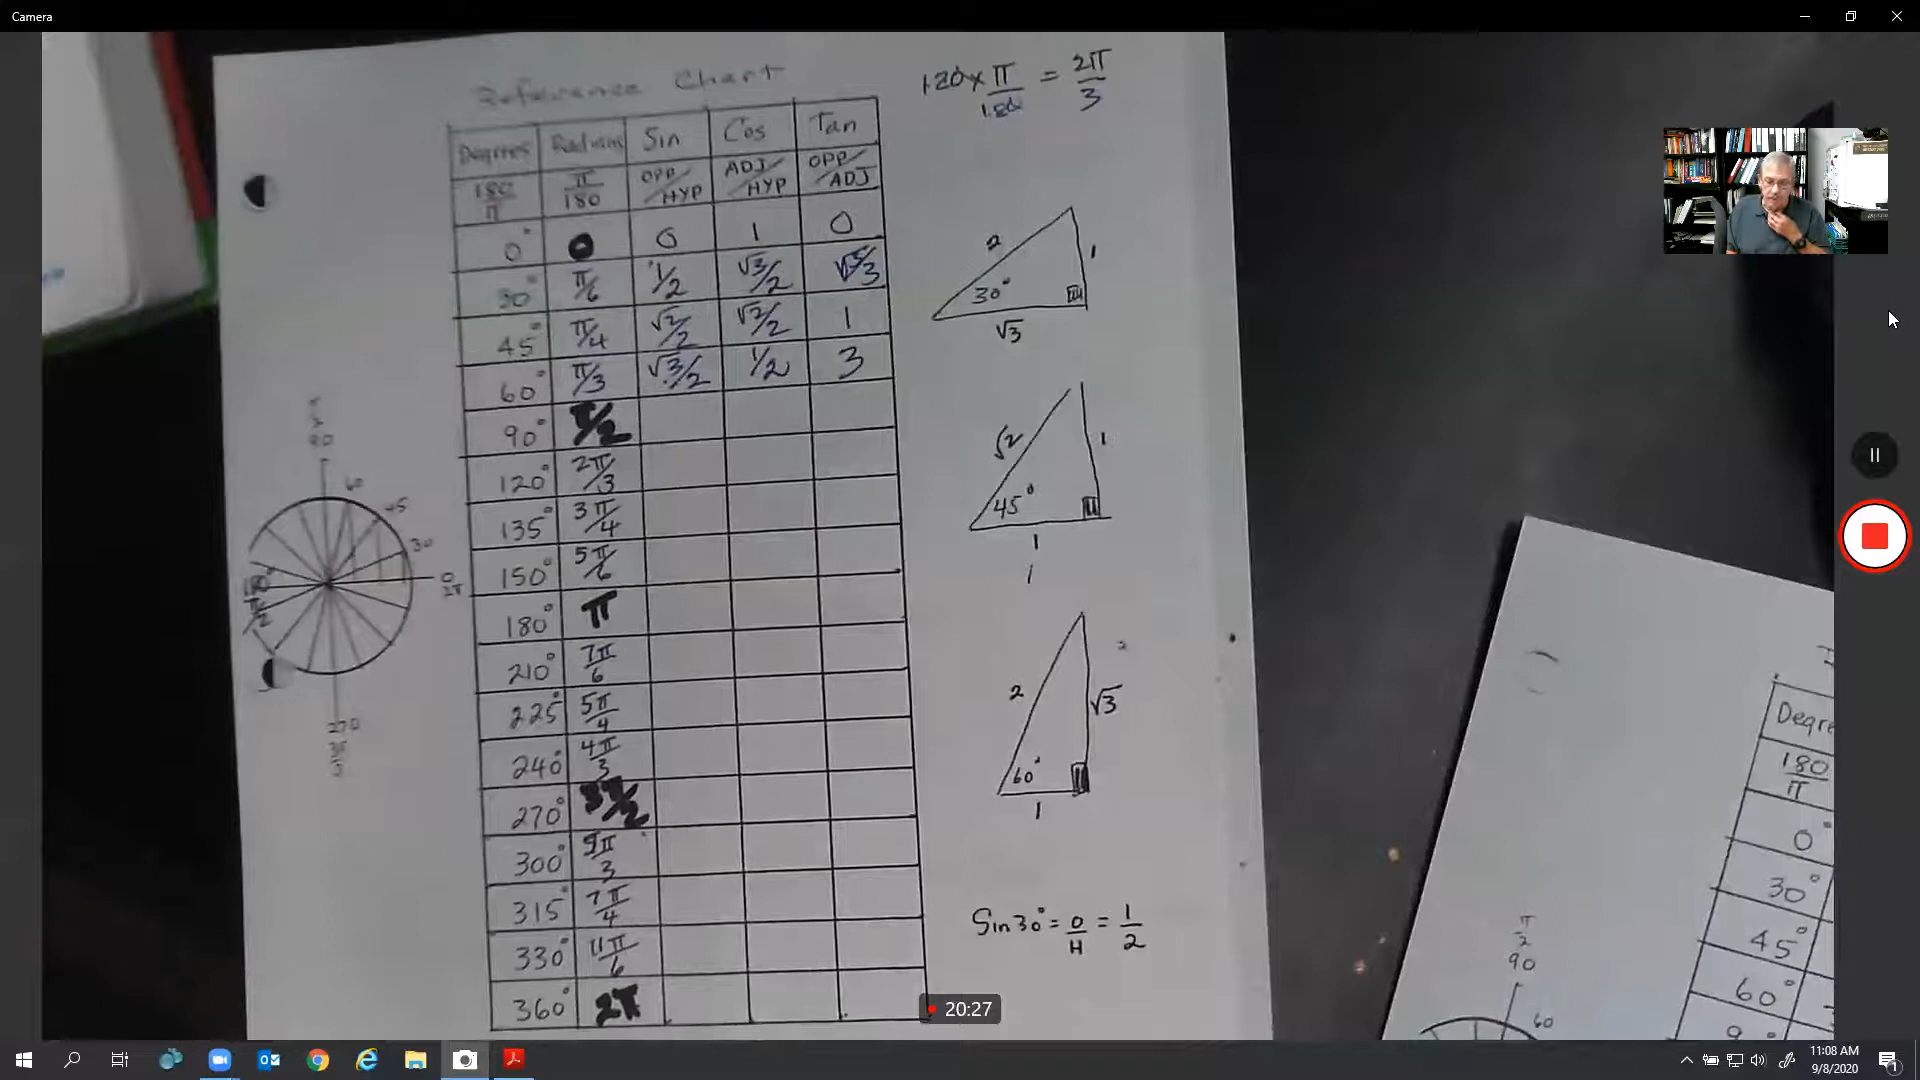 Camera
Reference Chart
120 × π/180 = 2π/3
Degrees Radians Sin Cos Tan
180/π π/180 OPP/HYP ADJ/HYP OPP/ADJ
0° 0 0 1 0
30° π/6 1/2 √3/2 √3/3
45° π/4 √2/2 √2/2 1
60° π/3 √3/2 1/2 3
90° π/2
120° 2π/3
135° 3π/4
150° 5π/6
180° π
210° 7π/6
225° 5π/4
240° 4π/3
270° 3π/2
300° 5π/3
315° 7π/4
330° 11π/6
360° 2π
90
60
45
30
0
2π
270
2
1
30°
√3
√2
1
45°
1
2
√3
60°
1
Sin 30° = O/H = 1/2
Degre
180/π
0°
30°
45°
60°
π/2
90
60
20:27
11:08 AM
9/8/2020